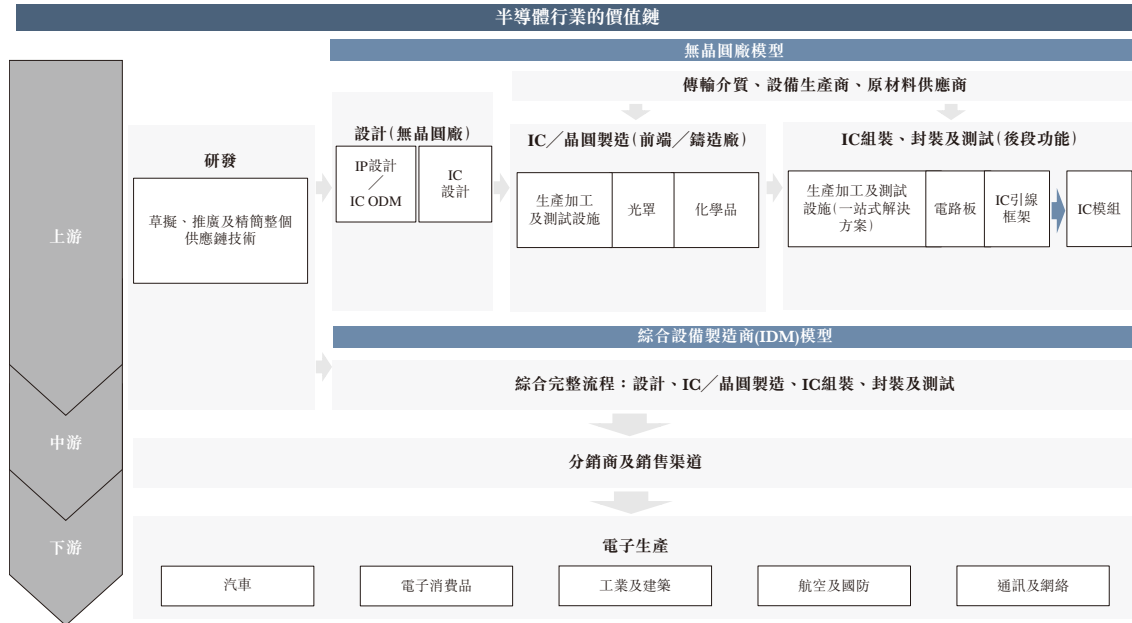 半導體行業的價值鏈
無晶圓廠模型
傳輸介質、設備生產商、原材料供應商
上游
研發
草擬、推廣及精簡整個
供應鏈技術
設計(無晶圓廠)
IP設計
／
IC ODM
IC
設計
IC／晶圓製造(前端／鑄造廠)
生產加工
及測試設施
光罩
化學品
IC組裝、封裝及測試(後段功能)
生產加工及測試
設施(一站式解決
方案)
電路板
IC引線
框架
IC模組
綜合設備製造商(IDM)模型
綜合完整流程：設計、IC／晶圓製造、IC組裝、封裝及測試
中游
分銷商及銷售渠道
下游
電子生產
汽車
電子消費品
工業及建築
航空及國防
通訊及網絡